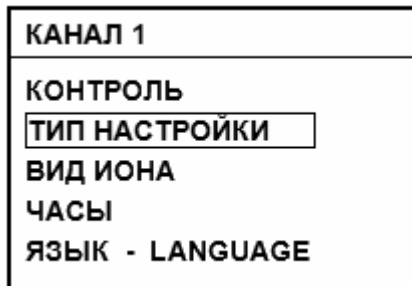 КАНАЛ 1
КОНТРОЛЬ
ТИП НАСТРОЙКИ
ВИД ИОНА
ЧАСЫ
ЯЗЫК - LANGUAGE